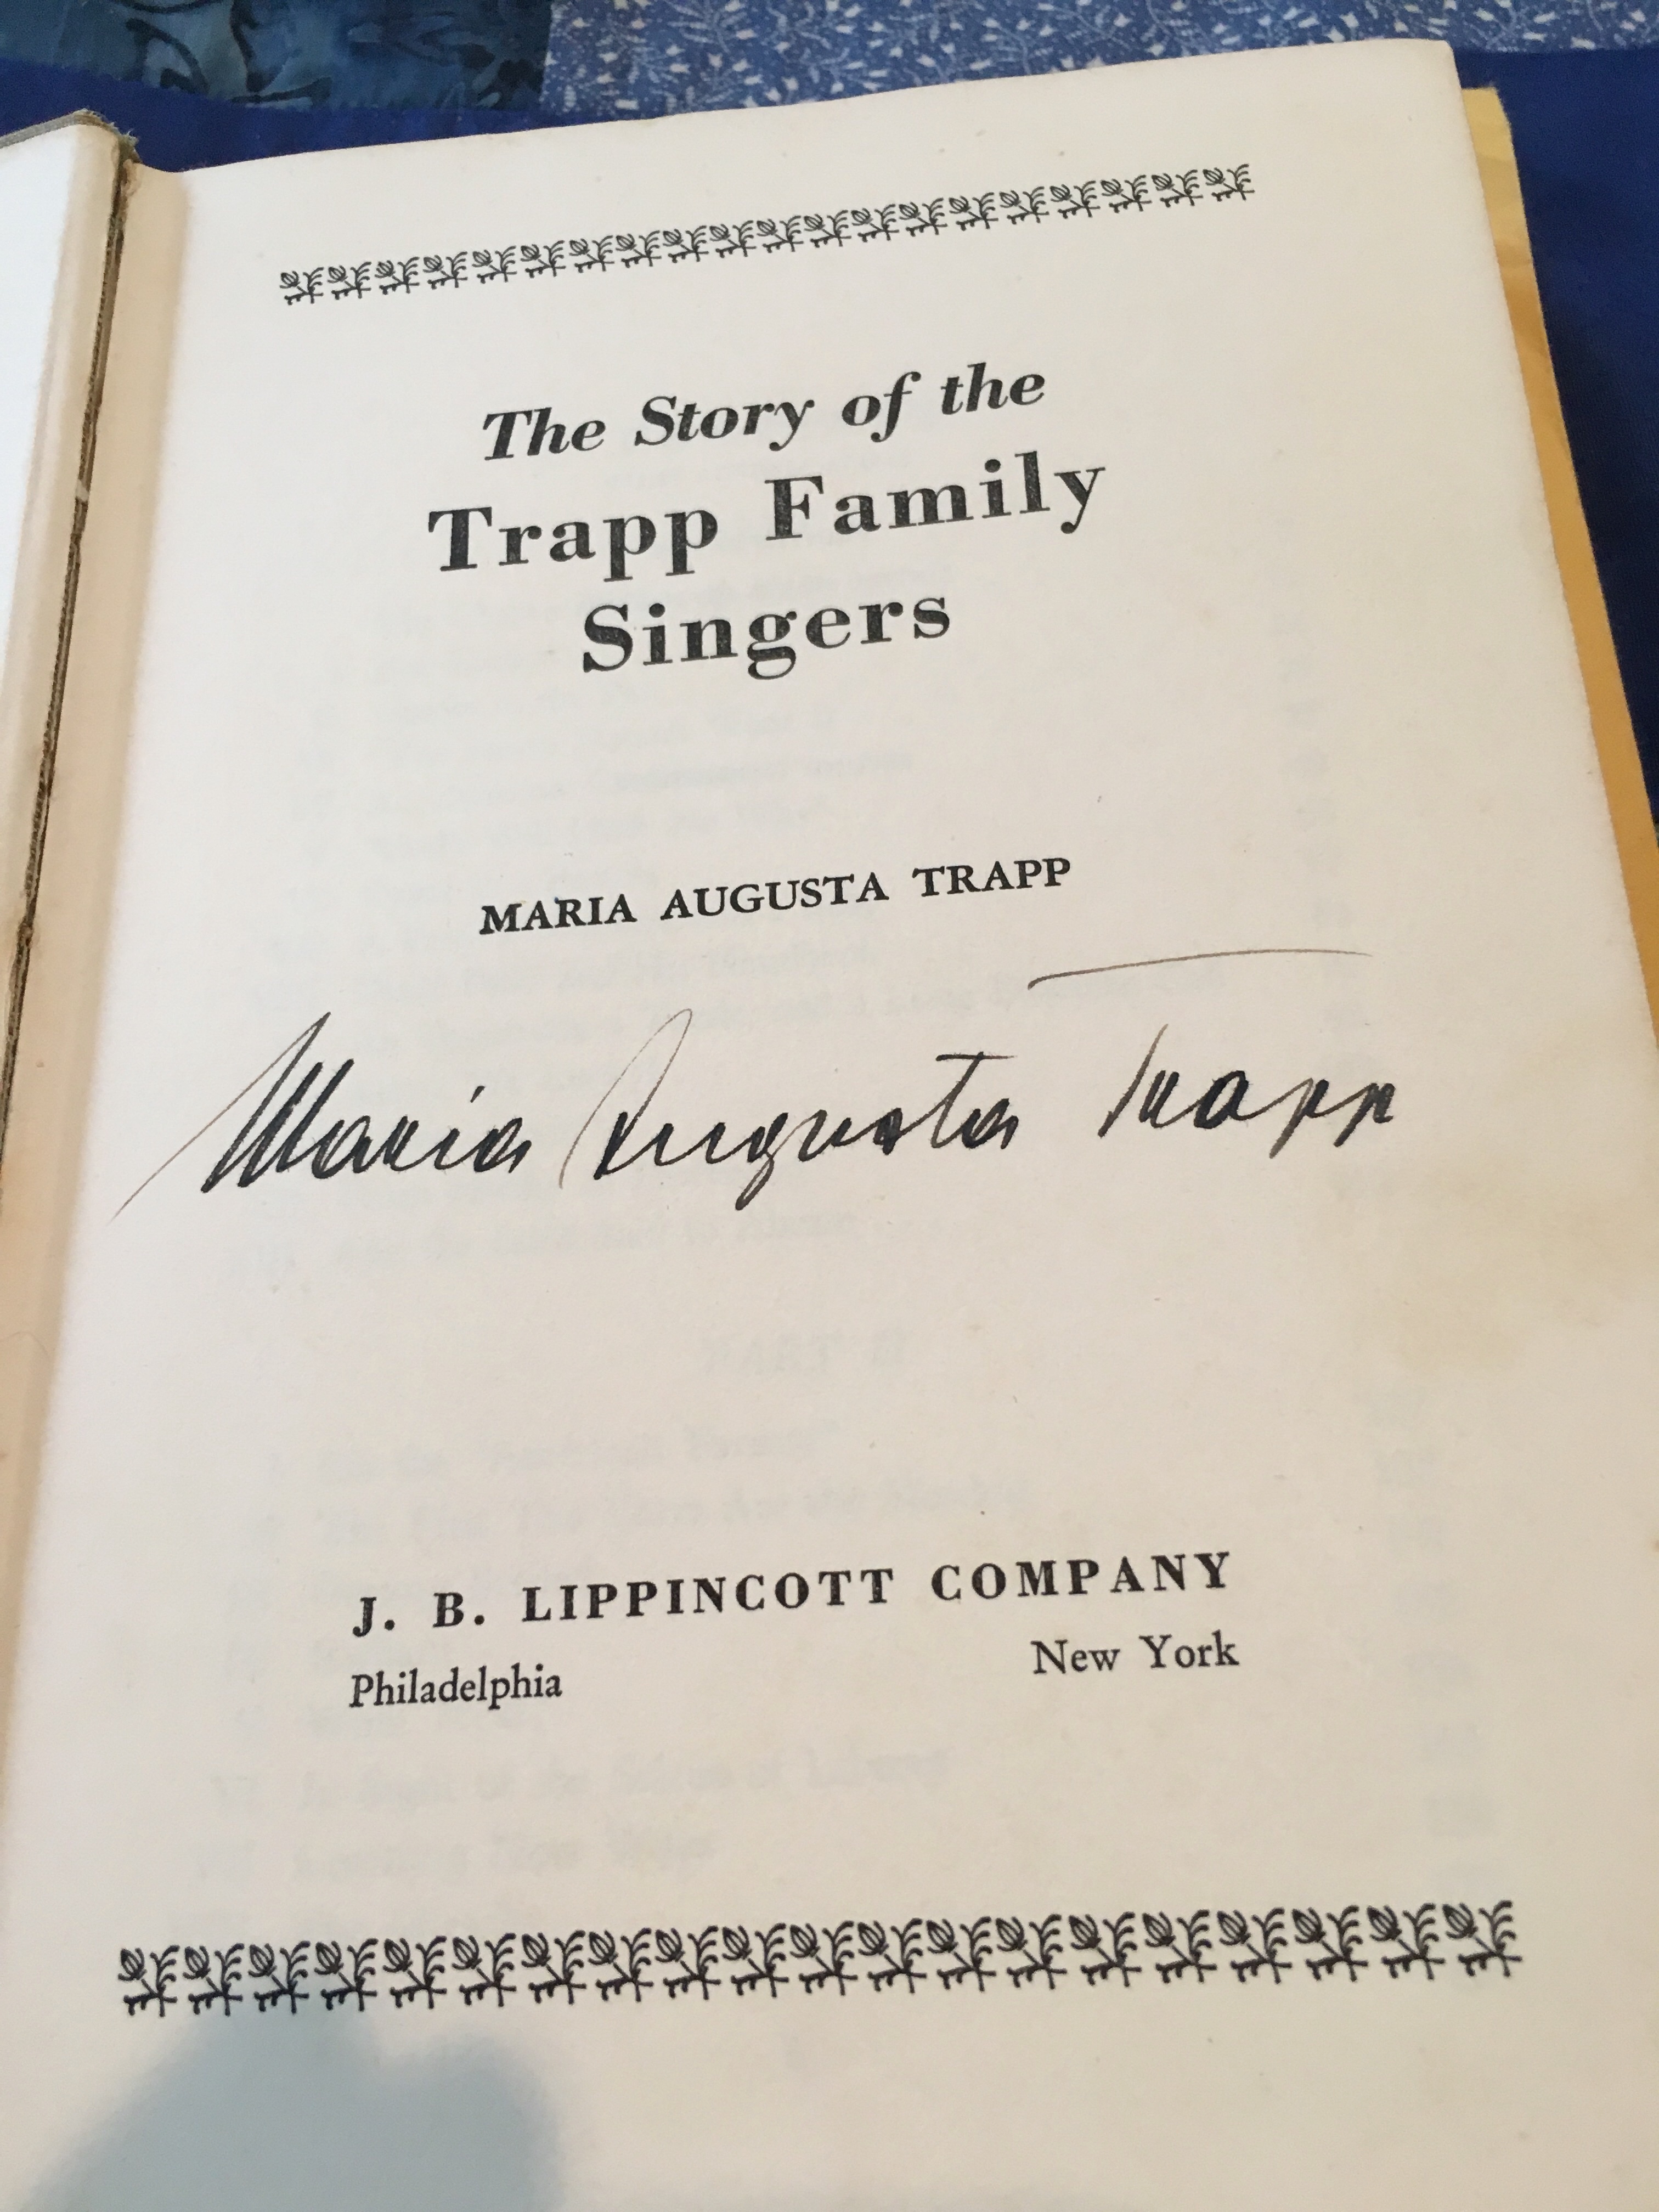 The Story of the
Trapp Family
Singers
MARIA AUGUSTA TRAPP
Maria Augusta Trapp
J. B. LIPPINCOTT COMPANY
Philadelphia New York